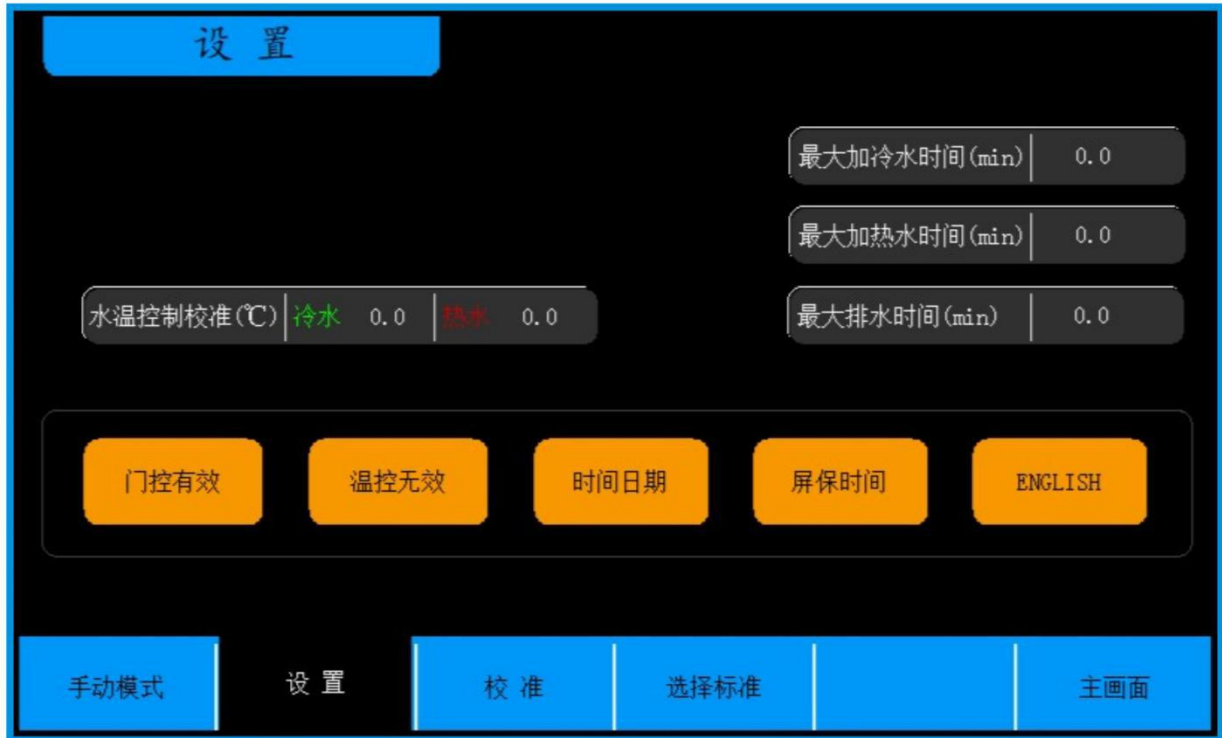 设 置
最大加冷水时间(min) 0.0
最大加热水时间(min) 0.0
水温控制校准(℃) 冷水 0.0 热水 0.0 最大排水时间(min) 0.0
门控有效 温控无效 时间日期 屏保时间 ENGLISH
手动模式 设 置 校 准 选择标准 主画面